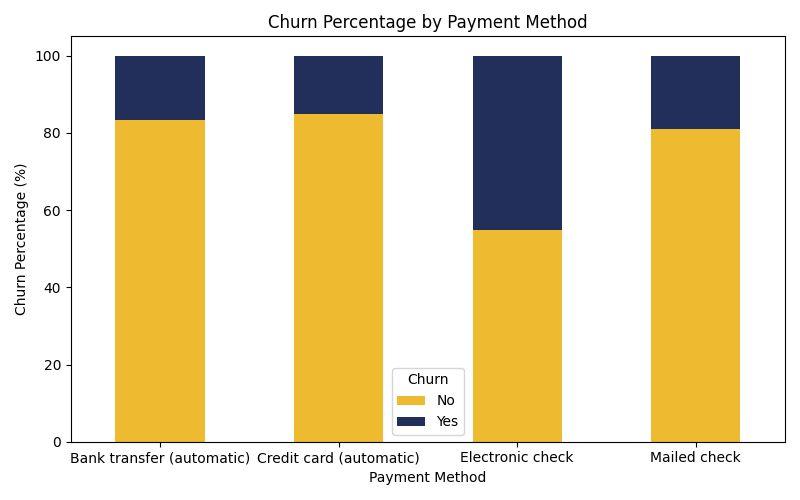 Churn Percentage by Payment Method
Churn Percentage (%)
100
80
60
40
20
0
Churn
No
Yes
Bank transfer (automatic) Credit card (automatic) Electronic check Mailed check
Payment Method